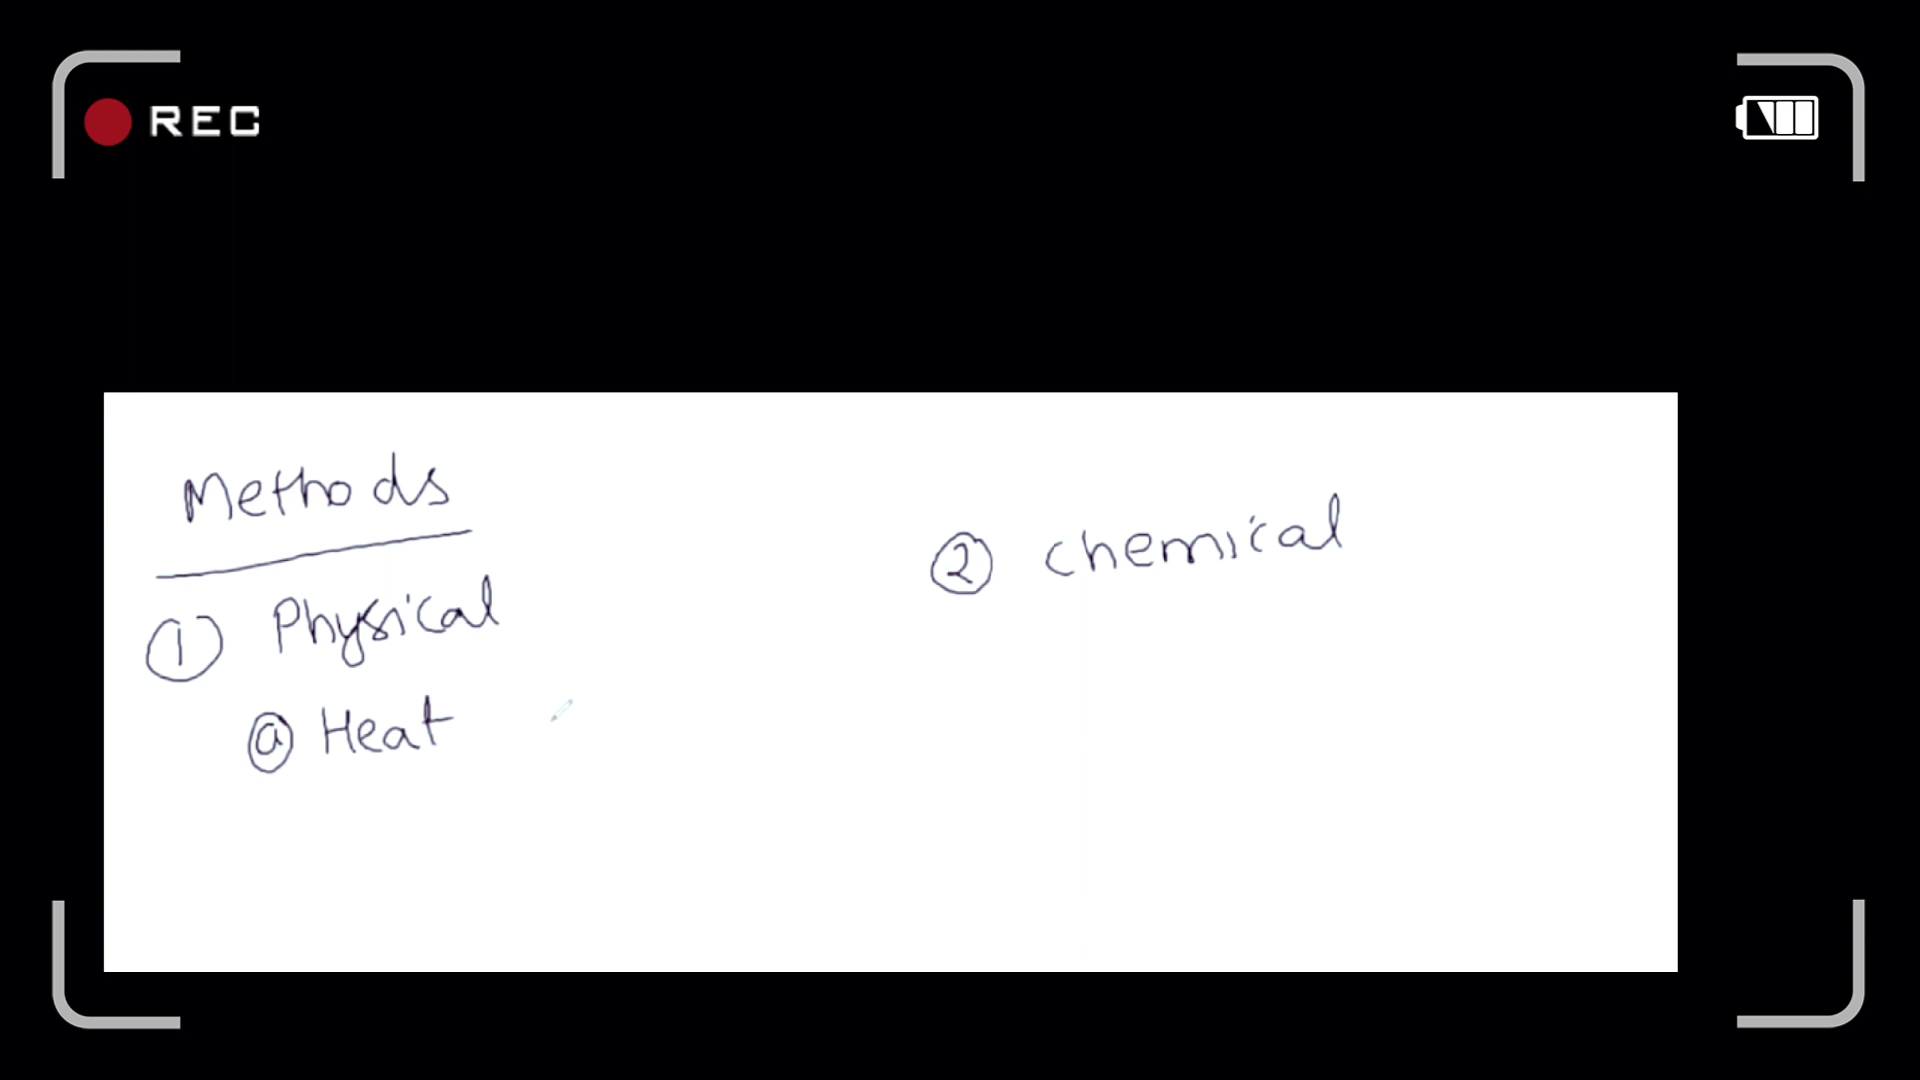 REC
Methods
① Physical
ⓐ Heat
② chemical